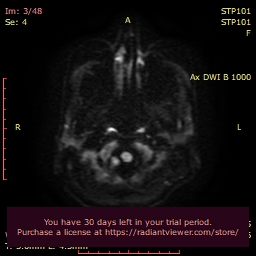 Im: 3/48
Se: 4
A
STP101
STP101
F
Ax DWI B 1000
R
L
You have 30 days left in your trial period.
Purchase a license at https://radiantviewer.com/store/